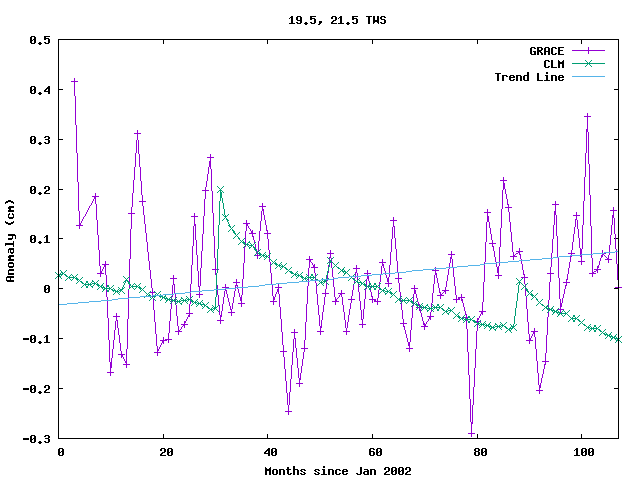 19.5, 21.5 TWS
GRACE
CLM
Trend Line
0.5
0.4
0.3
0.2
0.1
0
-0.1
-0.2
-0.3
Anomaly (cm)
0 20 40 60 80 100
Months since Jan 2002